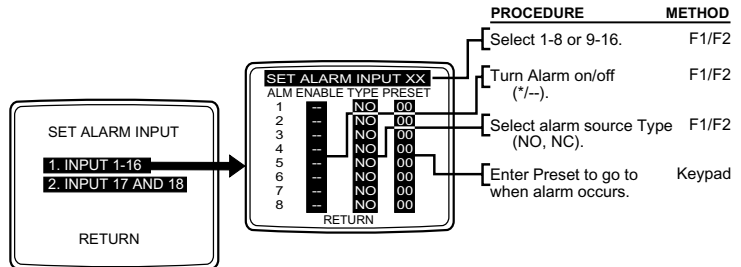 PROCEDURE METHOD
Select 1-8 or 9-16. F1/F2
Turn Alarm on/off F1/F2
(*/--).
Select alarm source Type F1/F2
(NO, NC).
Enter Preset to go to Keypad
when alarm occurs.
SET ALARM INPUT XX
ALM ENABLE TYPE PRESET
1 -- NO 00
2 -- NO 00
3 -- NO 00
4 -- NO 00
5 -- NO 00
6 -- NO 00
7 -- NO 00
8 -- NO 00
RETURN
SET ALARM INPUT
1. INPUT 1-16
2. INPUT 17 AND 18
RETURN